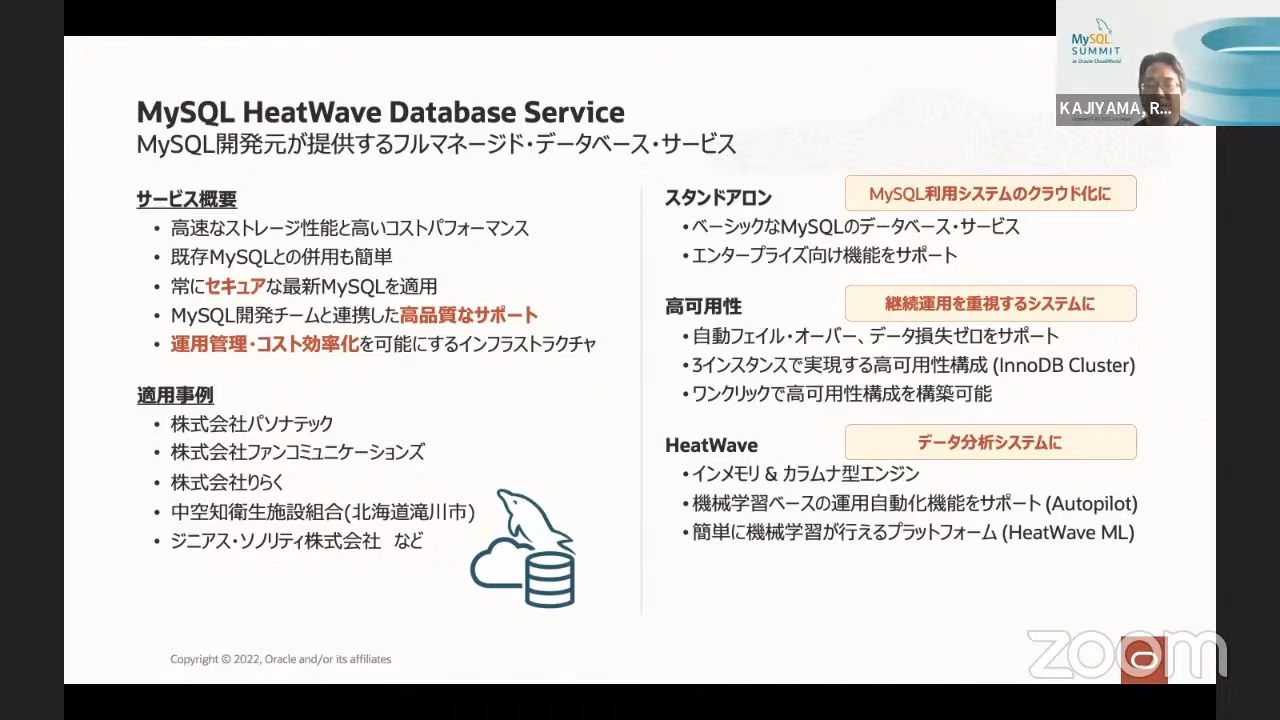 MySQL HeatWave Database Service
MySQL開発元が提供するフルマネージド・データベース・サービス
サービス概要
• 高速なストレージ性能と高いコストパフォーマンス
• 既存MySQLとの併用も簡単
• 常にセキュアな最新MySQLを適用
• MySQL開発チームと連携した高品質なサポート
• 運用管理・コスト効率化を可能にするインフラストラクチャ
適用事例
• 株式会社パソナテック
• 株式会社ファンコミュニケーションズ
• 株式会社りらく
• 中空知衛生施設組合(北海道滝川市)
• ジニアス・ソノリティ株式会社 など
スタンドアロン
MySQL利用システムのクラウド化に
•ベーシックなMySQLのデータベース・サービス
•エンタープライズ向け機能をサポート
高可用性
継続運用を重視するシステムに
•自動フェイル・オーバー、データ損失ゼロをサポート
•3インスタンスで実現する高可用性構成 (InnoDB Cluster)
•ワンクリックで高可用性構成を構築可能
HeatWave
データ分析システムに
•インメモリ & カラムナ型エンジン
•機械学習ベースの運用自動化機能をサポート (Autopilot)
•簡単に機械学習が行えるプラットフォーム (HeatWave ML)
Copyright © 2022, Oracle and/or its affiliates
MySQL
SUMMIT
at Oracle CloudWorld
KAJIYAMA, R...
zoom